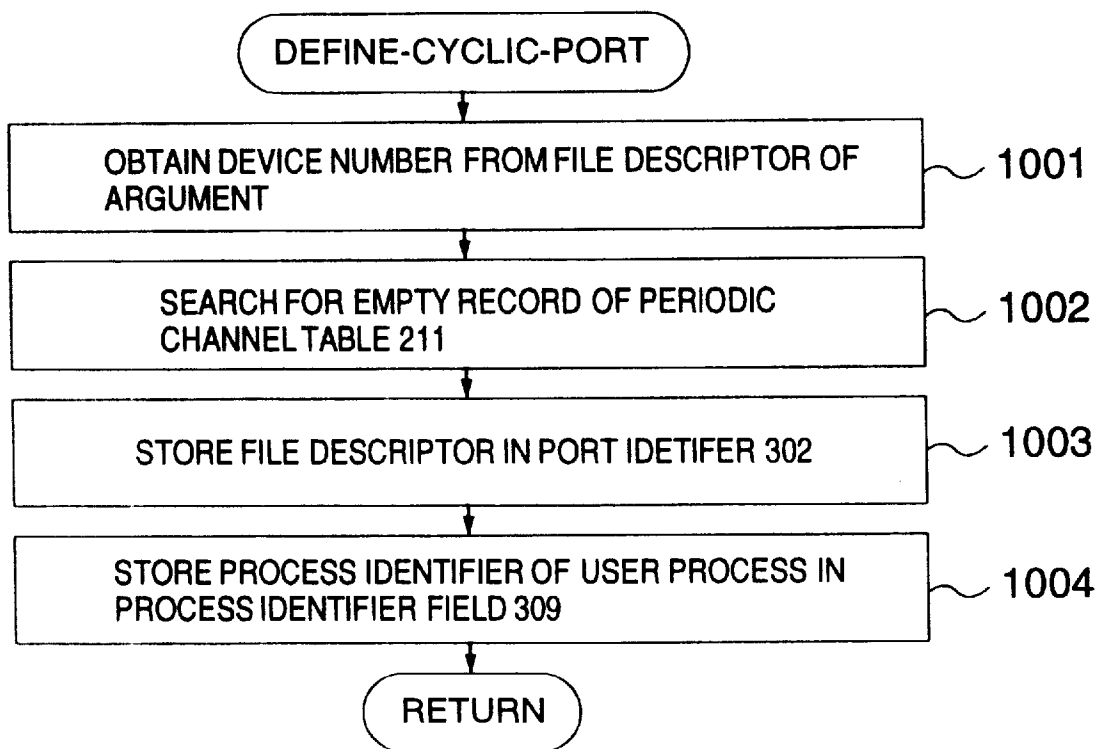 DEFINE-CYCLIC-PORT
OBTAIN DEVICE NUMBER FROM FILE DESCRIPTOR OF
ARGUMENT
1001
SEARCH FOR EMPTY RECORD OF PERIODIC
CHANNEL TABLE 211
1002
STORE FILE DESCRIPTOR IN PORT IDETIFER 302
1003
STORE PROCESS IDENTIFIER OF USER PROCESS IN
PROCESS IDENTIFIER FIELD 309
1004
RETURN